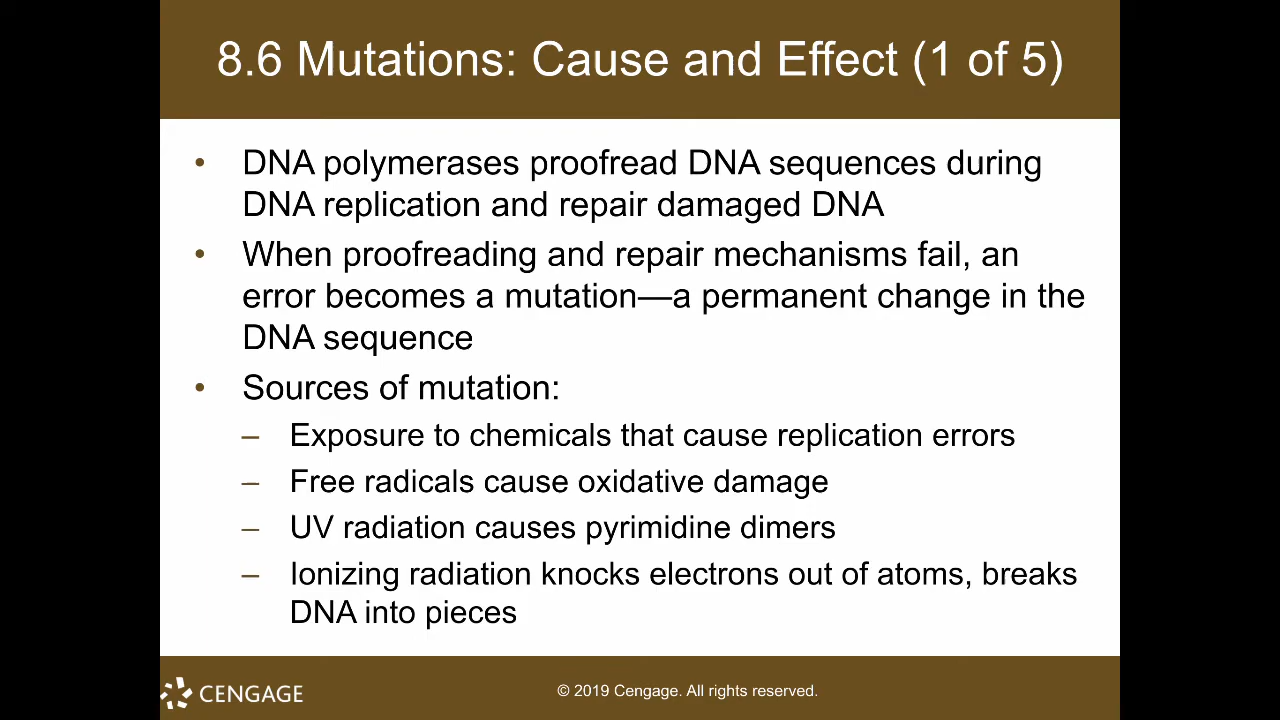 8.6 Mutations: Cause and Effect (1 of 5)
• DNA polymerases proofread DNA sequences during
DNA replication and repair damaged DNA
• When proofreading and repair mechanisms fail, an
error becomes a mutation—a permanent change in the
DNA sequence
• Sources of mutation:
– Exposure to chemicals that cause replication errors
– Free radicals cause oxidative damage
– UV radiation causes pyrimidine dimers
– Ionizing radiation knocks electrons out of atoms, breaks
DNA into pieces
CENGAGE
© 2019 Cengage. All rights reserved.